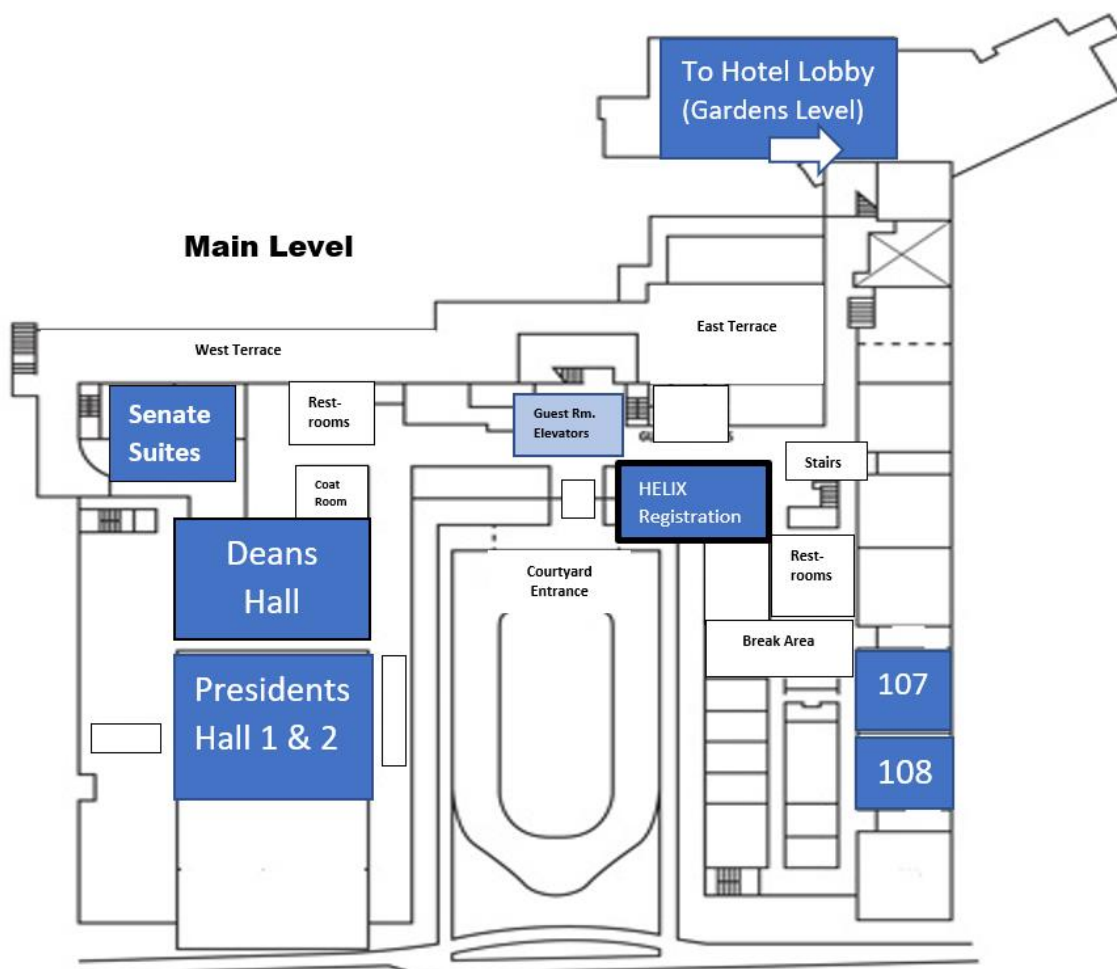 To Hotel Lobby
(Gardens Level)
Main Level
West Terrace
East Terrace
Senate
Suites
Rest-
rooms
Guest Rm.
Elevators
Stairs
Coat
Room
HELIX
Registration
Deans
Hall
Courtyard
Entrance
Rest-
rooms
Break Area
Presidents
Hall 1 & 2
107
108